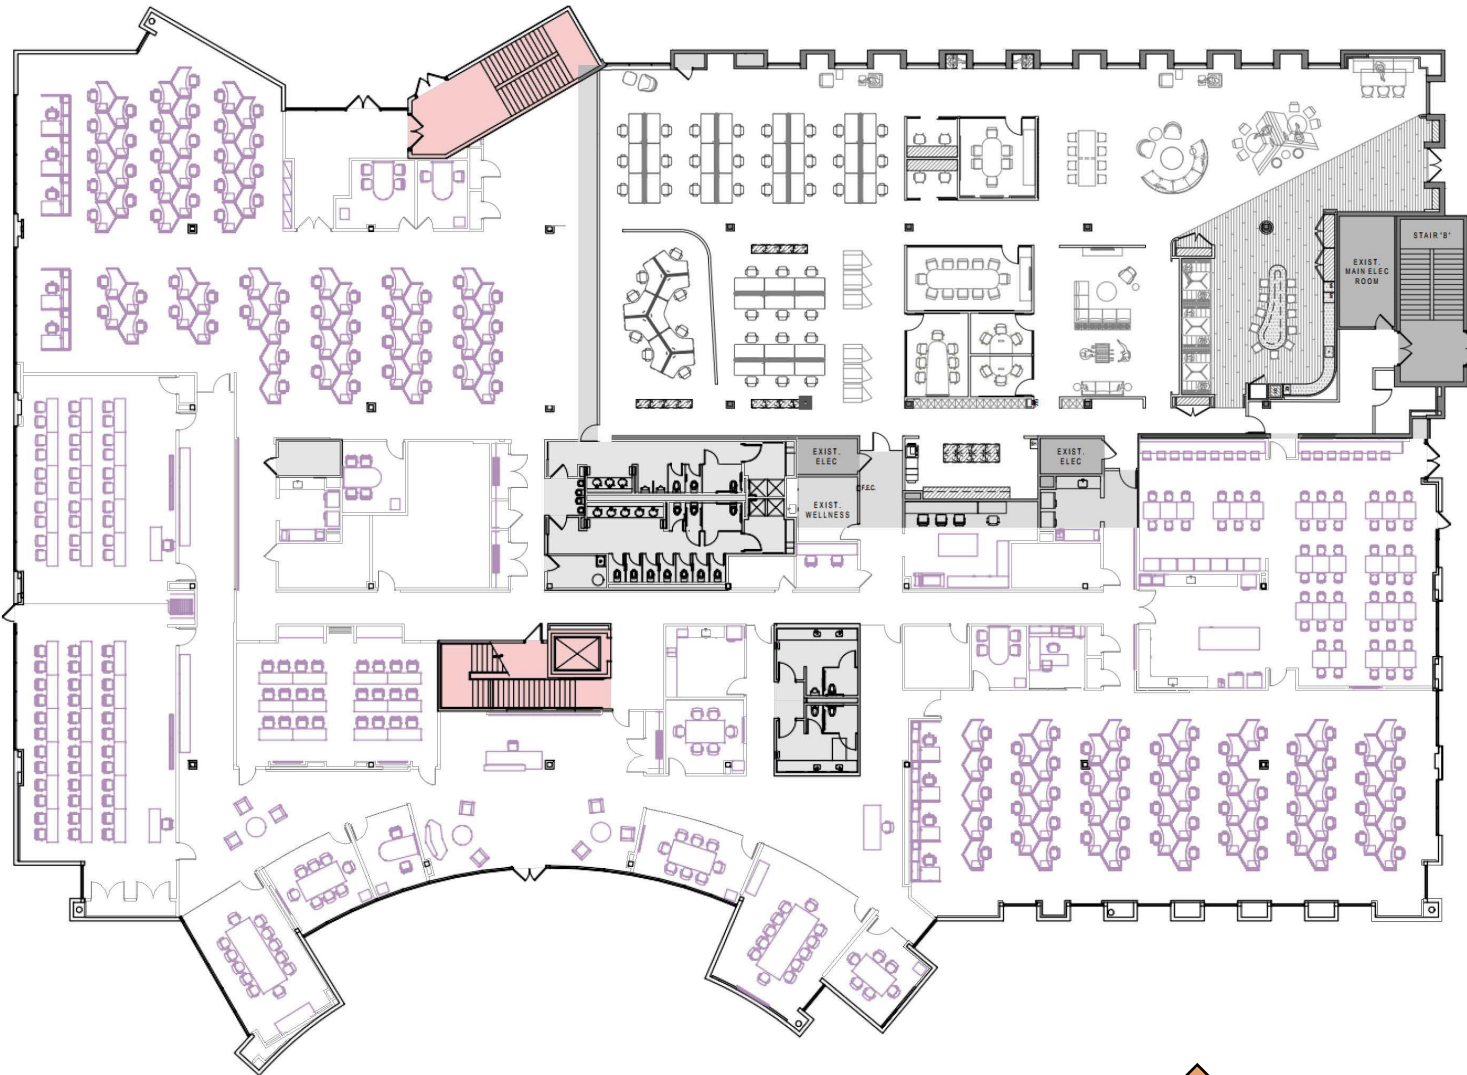 STAIR 'B'
EXIST.
MAIN ELEC
ROOM
EXIST.
ELEC
EXIST.
ELEC
F.E.C.
EXIST.
WELLNESS